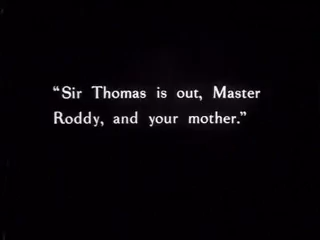 “Sir Thomas is out, Master
Roddy, and your mother.”